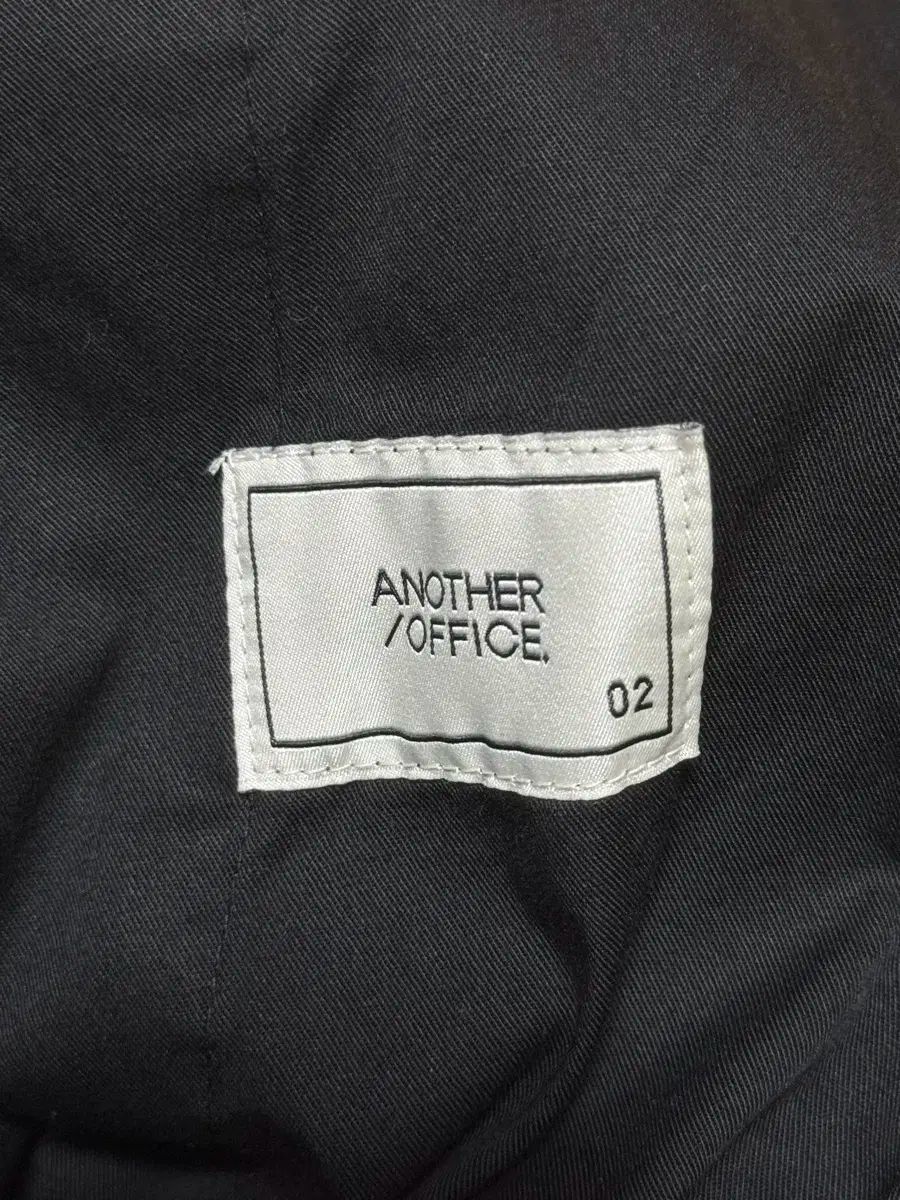 ANOTHER
/OFFICE.
02